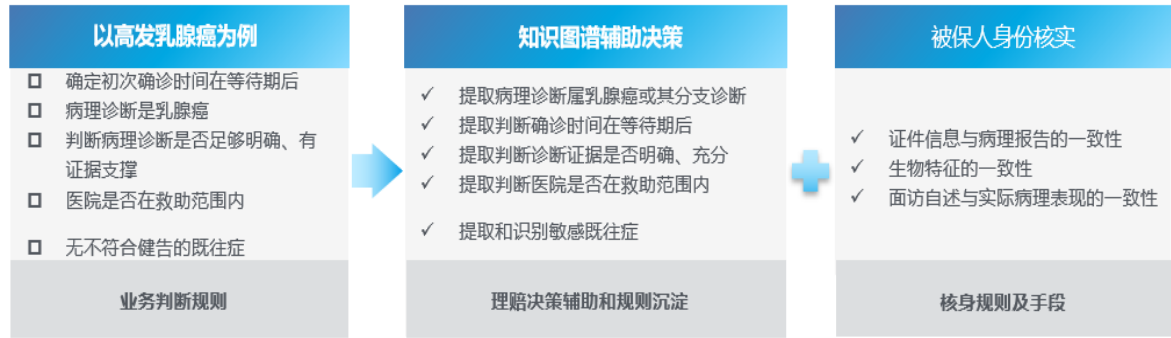 以高发乳腺癌为例
确定初次确诊时间在等待期后
病理诊断是乳腺癌
判断病理诊断是否足够明确、有
证据支撑
医院是否在救助范围内
无不符合健告的既往症
业务判断规则
知识图谱辅助决策
✓ 提取病理诊断属乳腺癌或其分支诊断
✓ 提取判断确诊时间在等待期后
✓ 提取判断诊断证据是否明确、充分
✓ 提取判断医院是否在救助范围内
✓ 提取和识别敏感既往症
理赔决策辅助和规则沉淀
被保人身份核实
✓ 证件信息与病理报告的一致性
✓ 生物特征的一致性
✓ 面访自述与实际病理表现的一致性
核身规则及手段